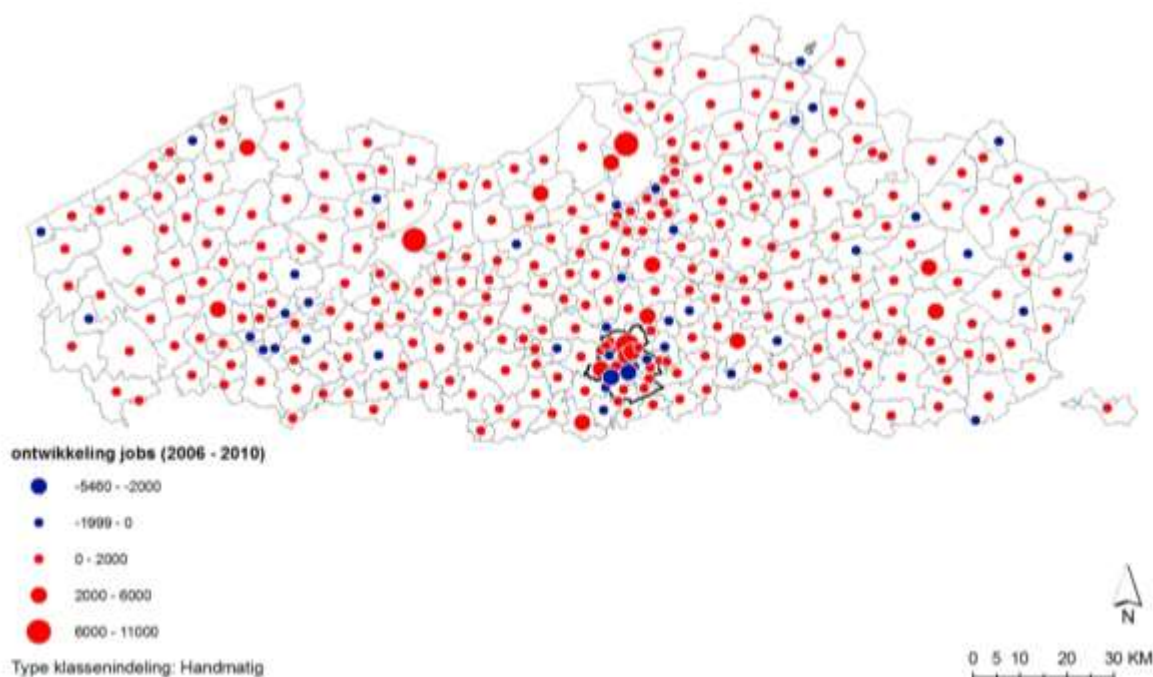 ontwikkeling jobs (2006 - 2010)
-5460 - -2000
-1999 - 0
0 - 2000
2000 - 6000
6000 - 11000
Type klassenindeling: Handmatig
N
0 5 10 20 30 KM